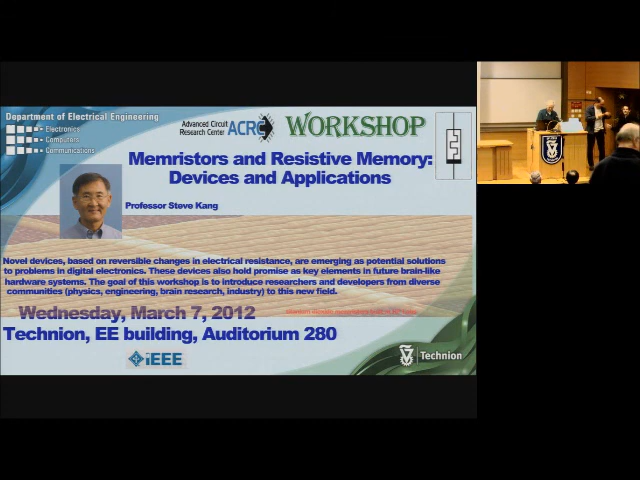 Department of Electrical Engineering
Electronics
Computers
Communications
Advanced Circuit
Research Center
ACRC
WORKSHOP
Memristors and Resistive Memory:
Devices and Applications
Professor Steve Kang
Novel devices, based on reversible changes in electrical resistance, are emerging as potential solutions
to problems in digital electronics. These devices also hold promise as key elements in future brain-like
hardware systems. The goal of this workshop is to introduce researchers and developers from diverse
communities (physics, engineering, brain research, industry) to this new field.
Wednesday, March 7, 2012
Technion, EE building, Auditorium 280
IEEE
Technion